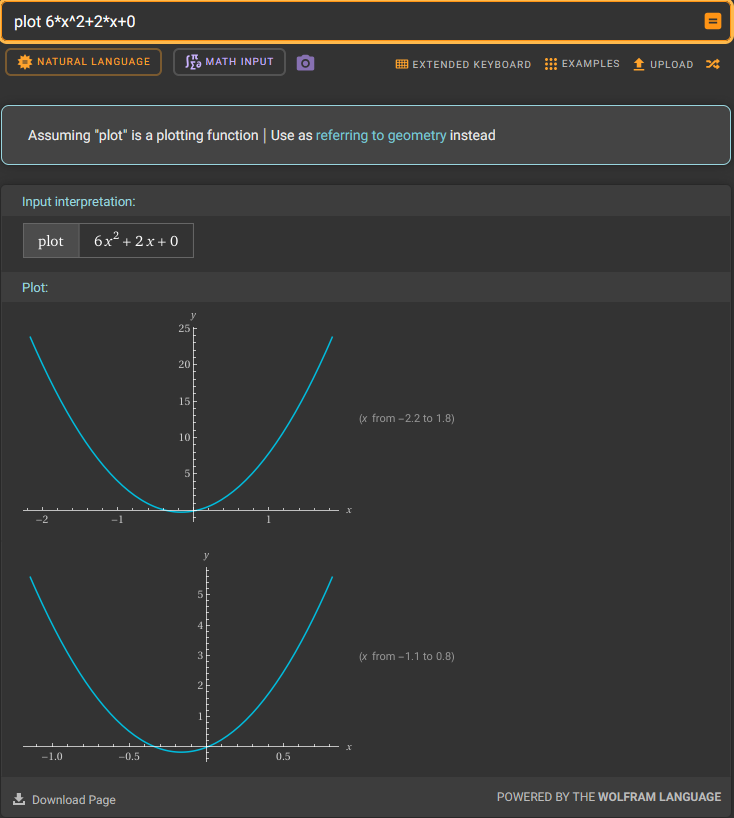 plot 6*x^2+2*x+0
NATURAL LANGUAGE
∫π Σ∂ MATH INPUT
EXTENDED KEYBOARD
EXAMPLES
UPLOAD
Assuming "plot" is a plotting function | Use as referring to geometry instead
Input interpretation:
plot 6x² + 2x + 0
Plot:
y
25
20
15
10
5
-2 -1 1 x
(x from −2.2 to 1.8)
y
5
4
3
2
1
-1.0 -0.5 0.5 x
(x from −1.1 to 0.8)
Download Page
POWERED BY THE WOLFRAM LANGUAGE